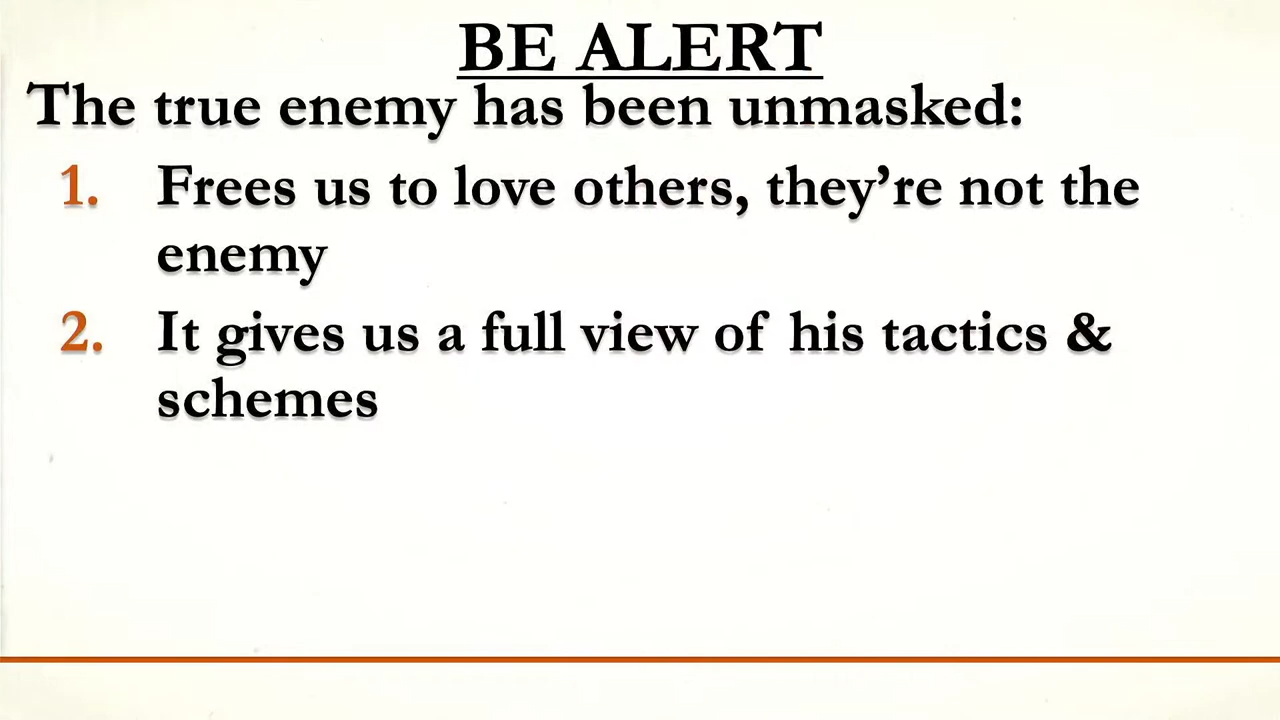 BE ALERT
The true enemy has been unmasked:
1. Frees us to love others, they’re not the
enemy
2. It gives us a full view of his tactics &
schemes